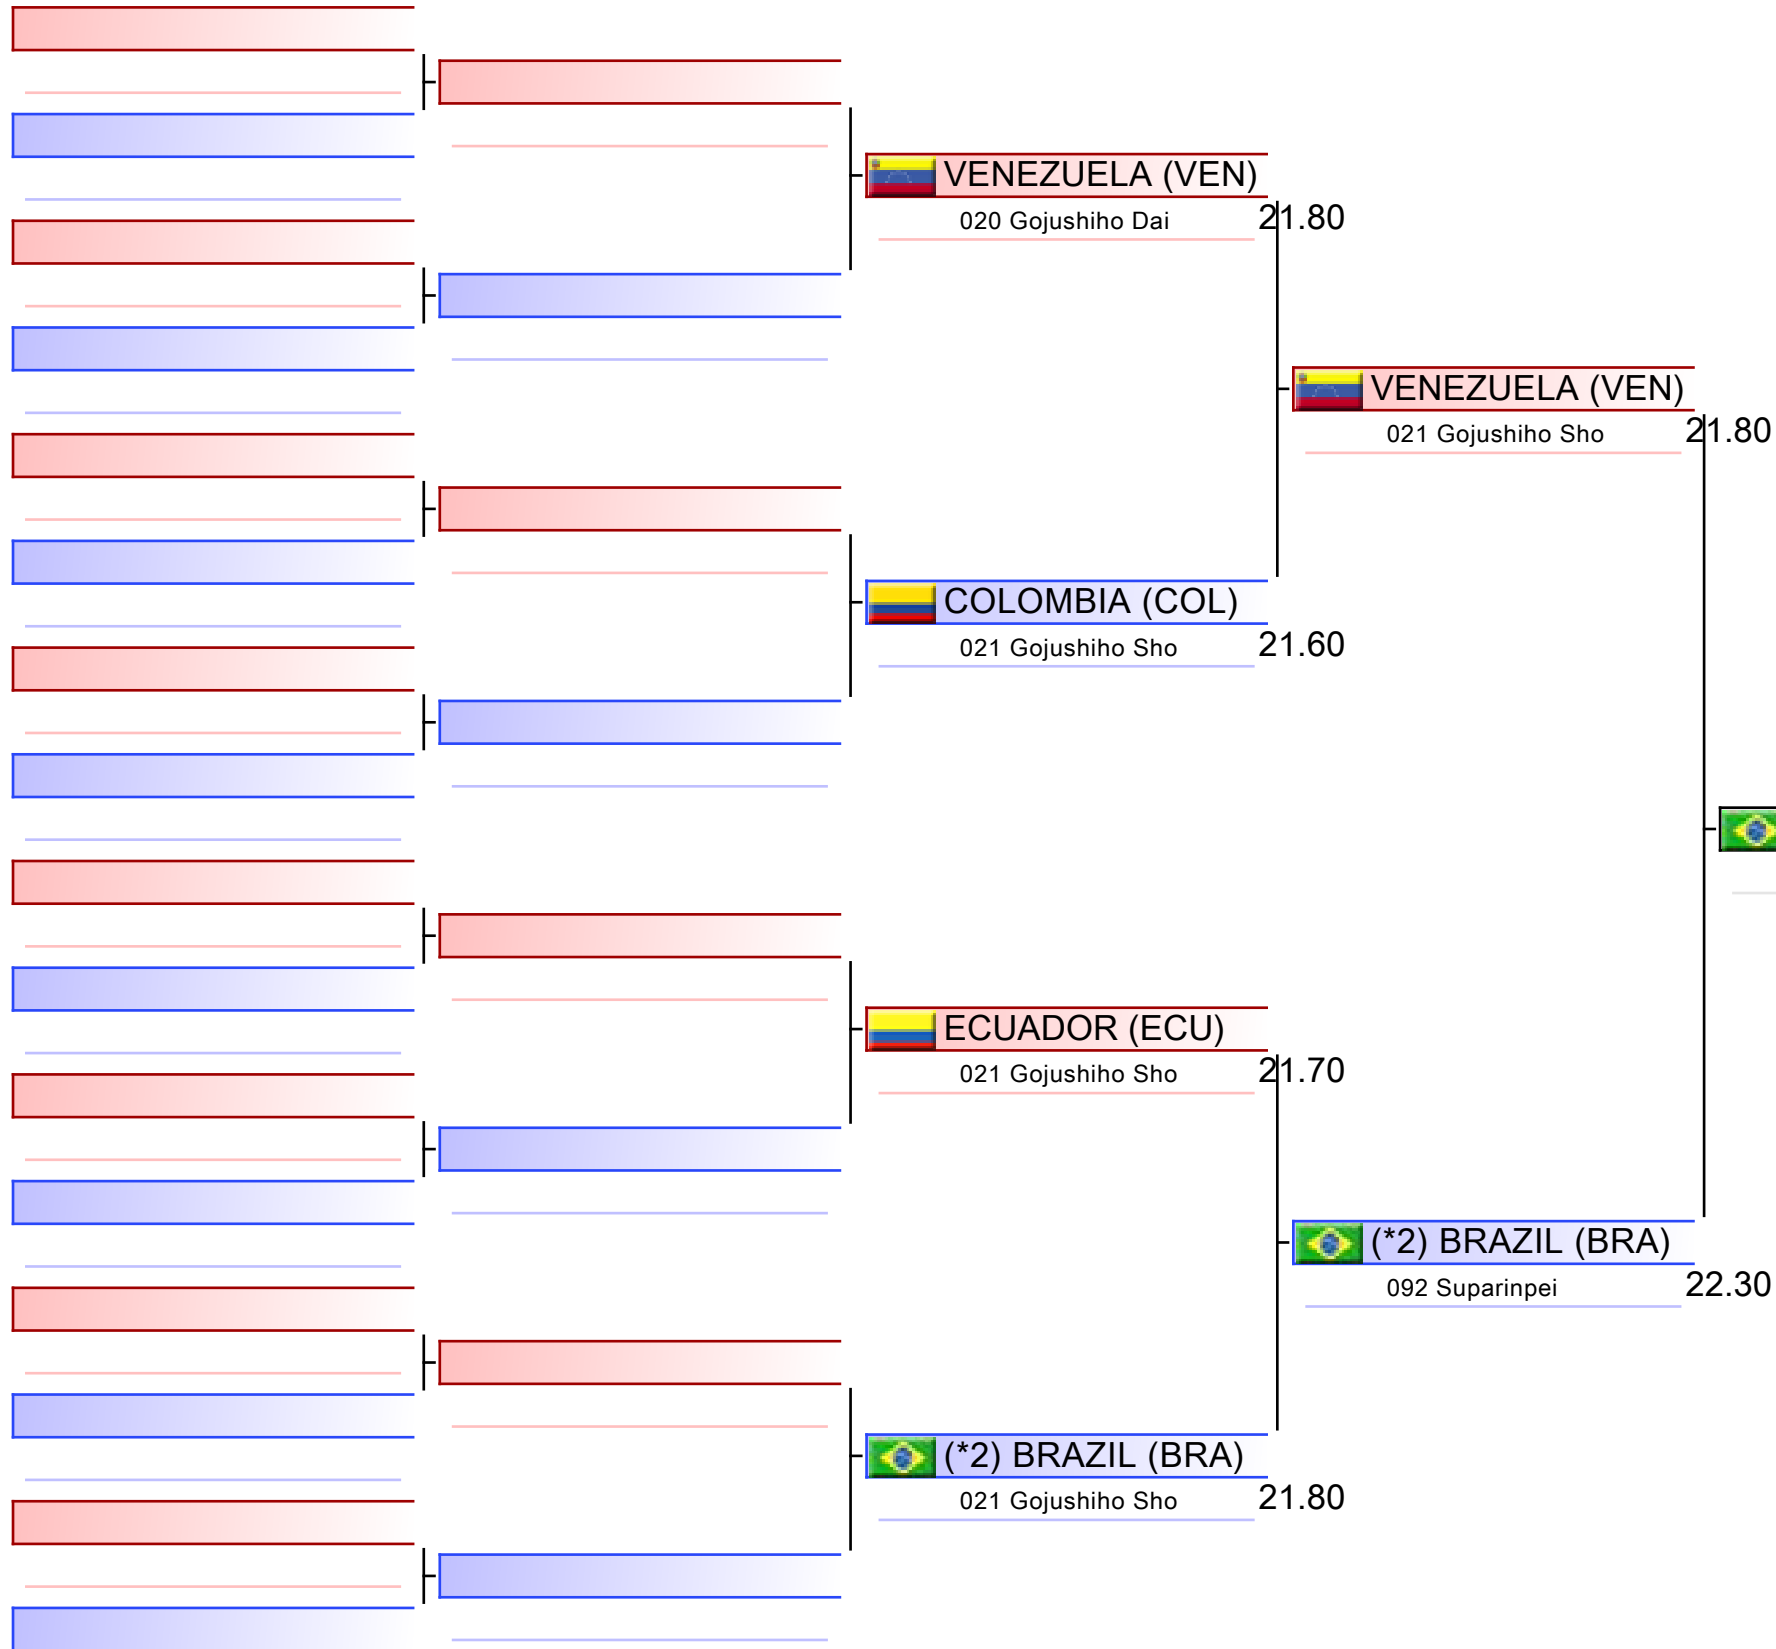 VENEZUELA (VEN)
020 Gojushiho Dai 21.80
VENEZUELA (VEN)
021 Gojushiho Sho 21.80
COLOMBIA (COL)
021 Gojushiho Sho 21.60
ECUADOR (ECU)
021 Gojushiho Sho 21.70
(*2) BRAZIL (BRA)
092 Suparinpei 22.30
(*2) BRAZIL (BRA)
021 Gojushiho Sho 21.80